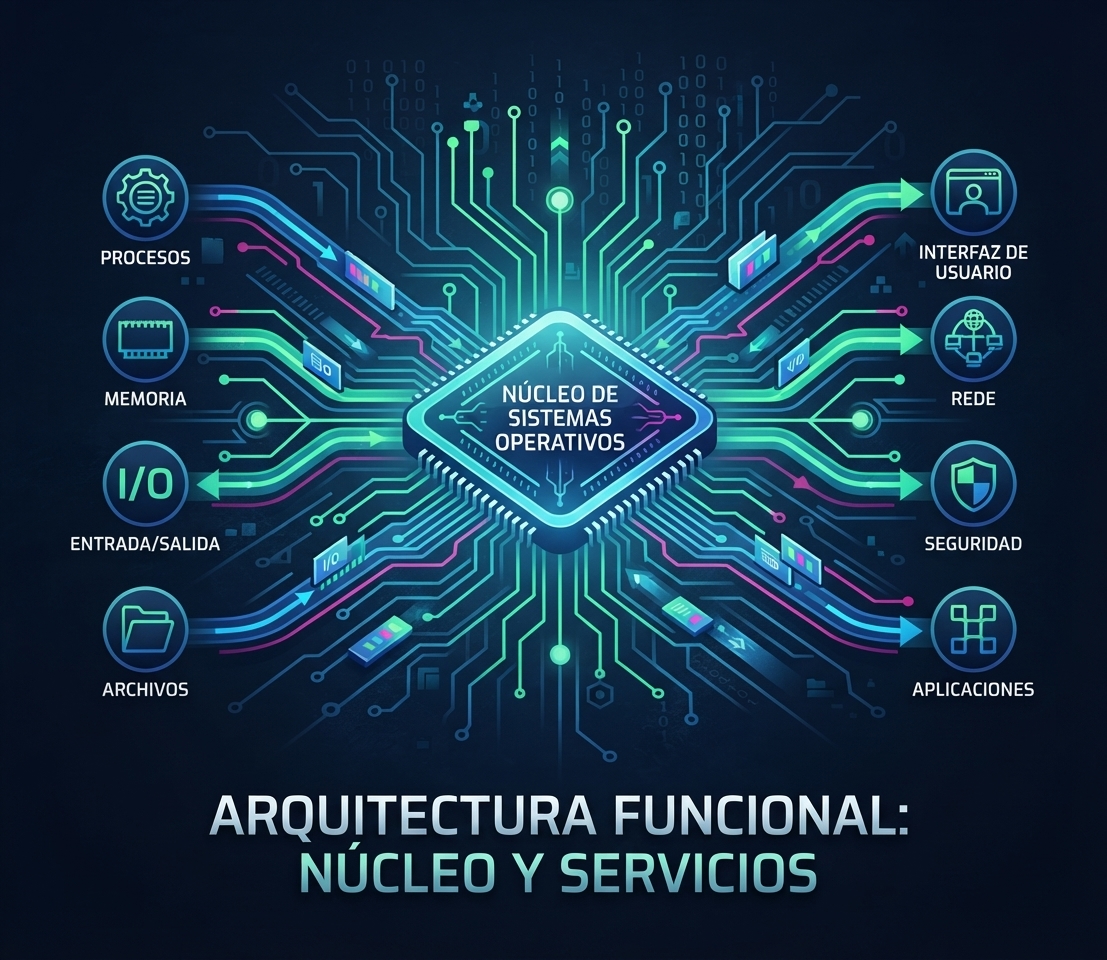 PROCESOS
INTERFAZ DE
USUARIO
MEMORIA
REDE
NÚCLEO DE
SISTEMAS
OPERATIVOS
I/O
ENTRADA/SALIDA
SEGURIDAD
I/O
ARCHIVOS
APLICACIONES
ARQUITECTURA FUNCIONAL:
NÚCLEO Y SERVICIOS